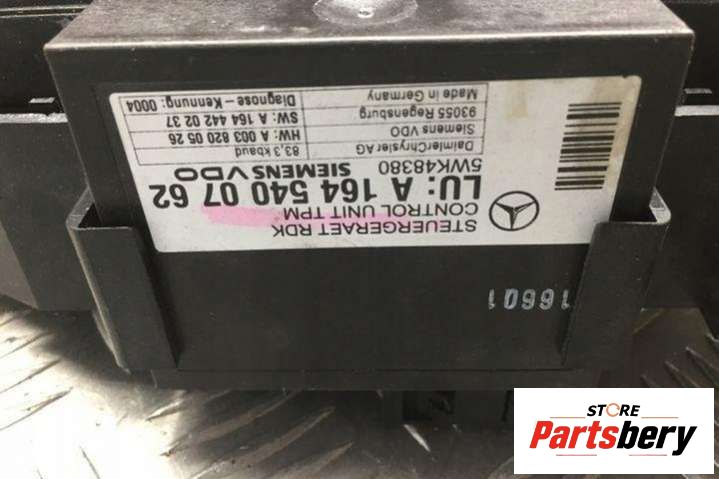 STEUERGERAET RDK
CONTROL UNIT TPM
LU: A 164 540 07 62
5WK48380 SIEMENS VDO
DaimlerChrysler AG
Siemens VDO
93055 Regensburg
Made in Germany
83,3 kbaud
HW: A 003 820 05 26
SW: A 164 442 02 37
Diagnose - Kennung: 0004
16601
STORE
Partsbery